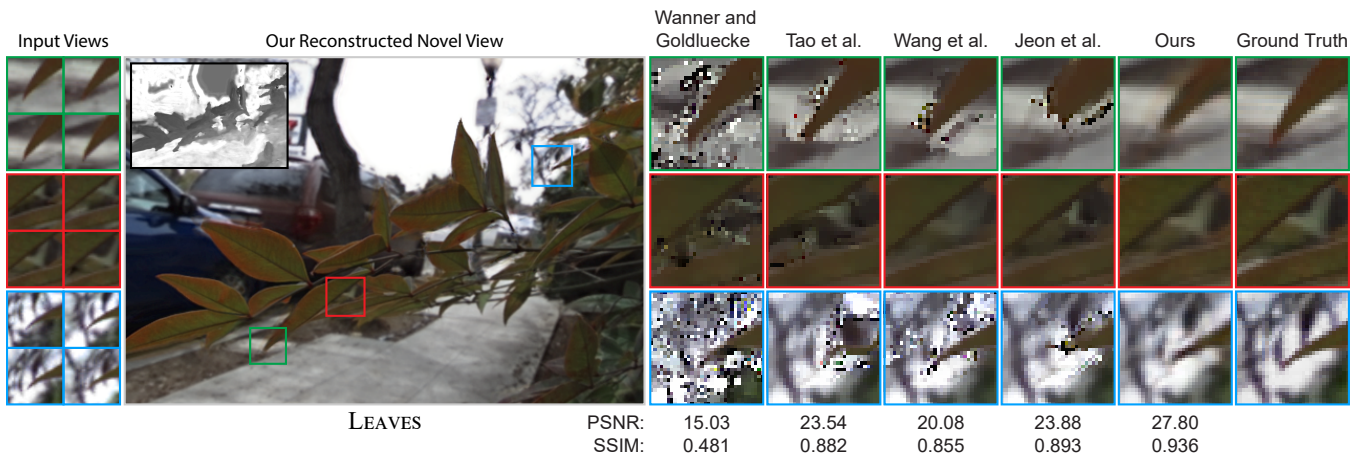 Input Views
Our Reconstructed Novel View
Wanner and
Goldluecke
Tao et al.
Wang et al.
Jeon et al.
Ours
Ground Truth
LEAVES
PSNR: 15.03 23.54 20.08 23.88 27.80
SSIM: 0.481 0.882 0.855 0.893 0.936